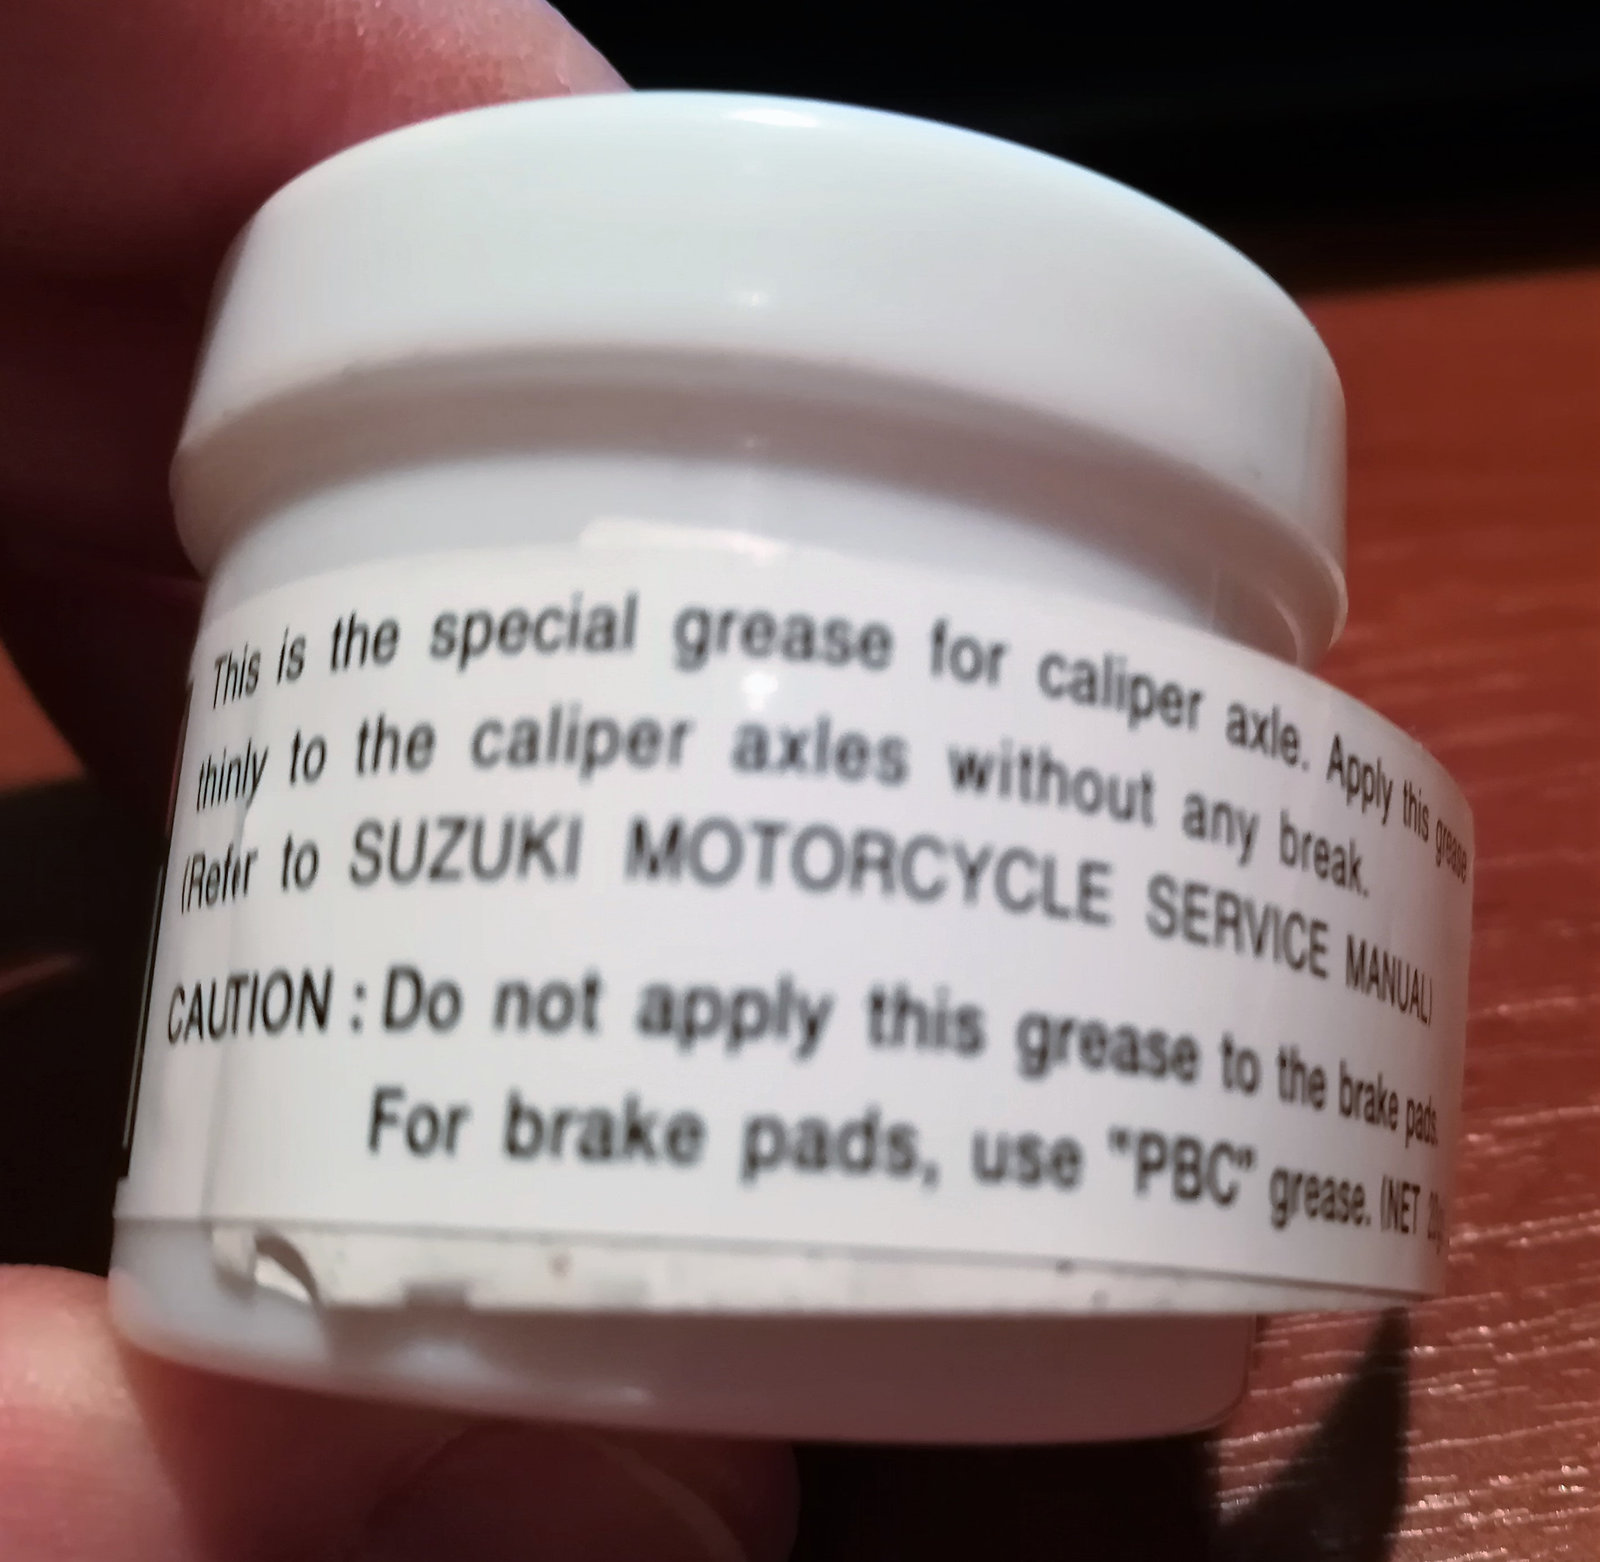 This is the special grease for caliper axle. Apply this grease
thinly to the caliper axles without any break.
(Refer to SUZUKI MOTORCYCLE SERVICE MANUAL)
CAUTION : Do not apply this grease to the brake pads.
For brake pads, use "PBC" grease. (NET